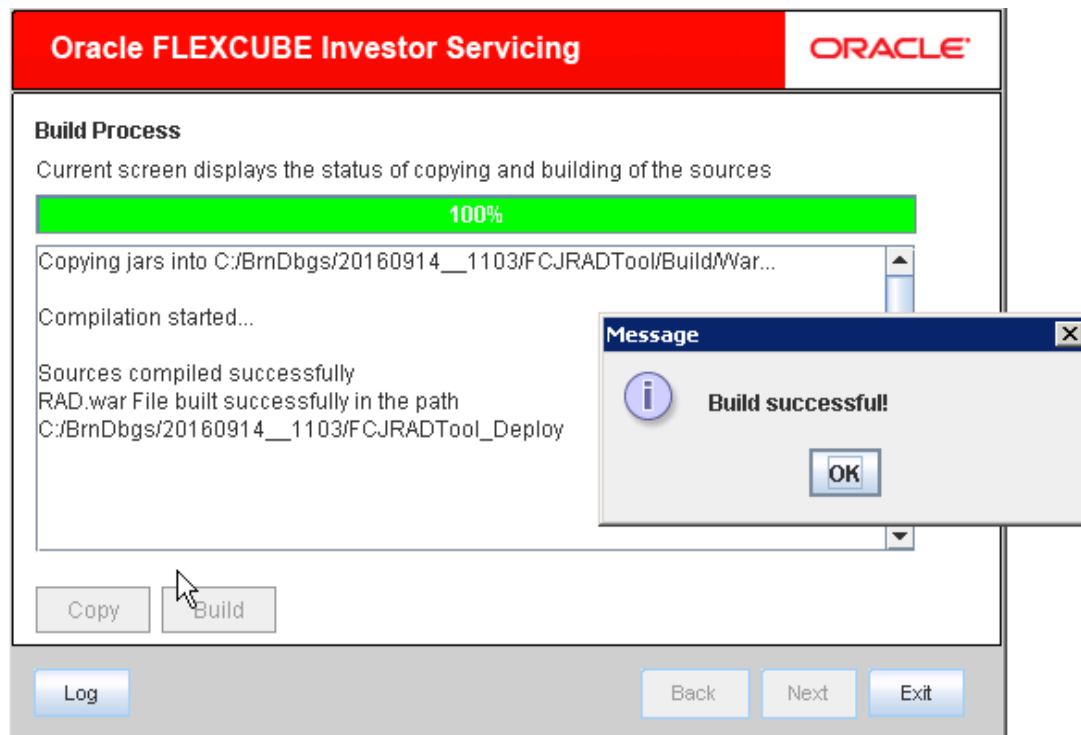 Oracle FLEXCUBE Investor Servicing
ORACLE
Build Process
Current screen displays the status of copying and building of the sources
100%
Copying jars into C:/BrnDbgs/20160914__1103/FCJRADTool/Build/War...
Compilation started...
Sources compiled successfully
RAD.war File built successfully in the path
C:/BrnDbgs/20160914__1103/FCJRADTool_Deploy
Message
Build successful!
OK
Copy
Build
Log
Back
Next
Exit